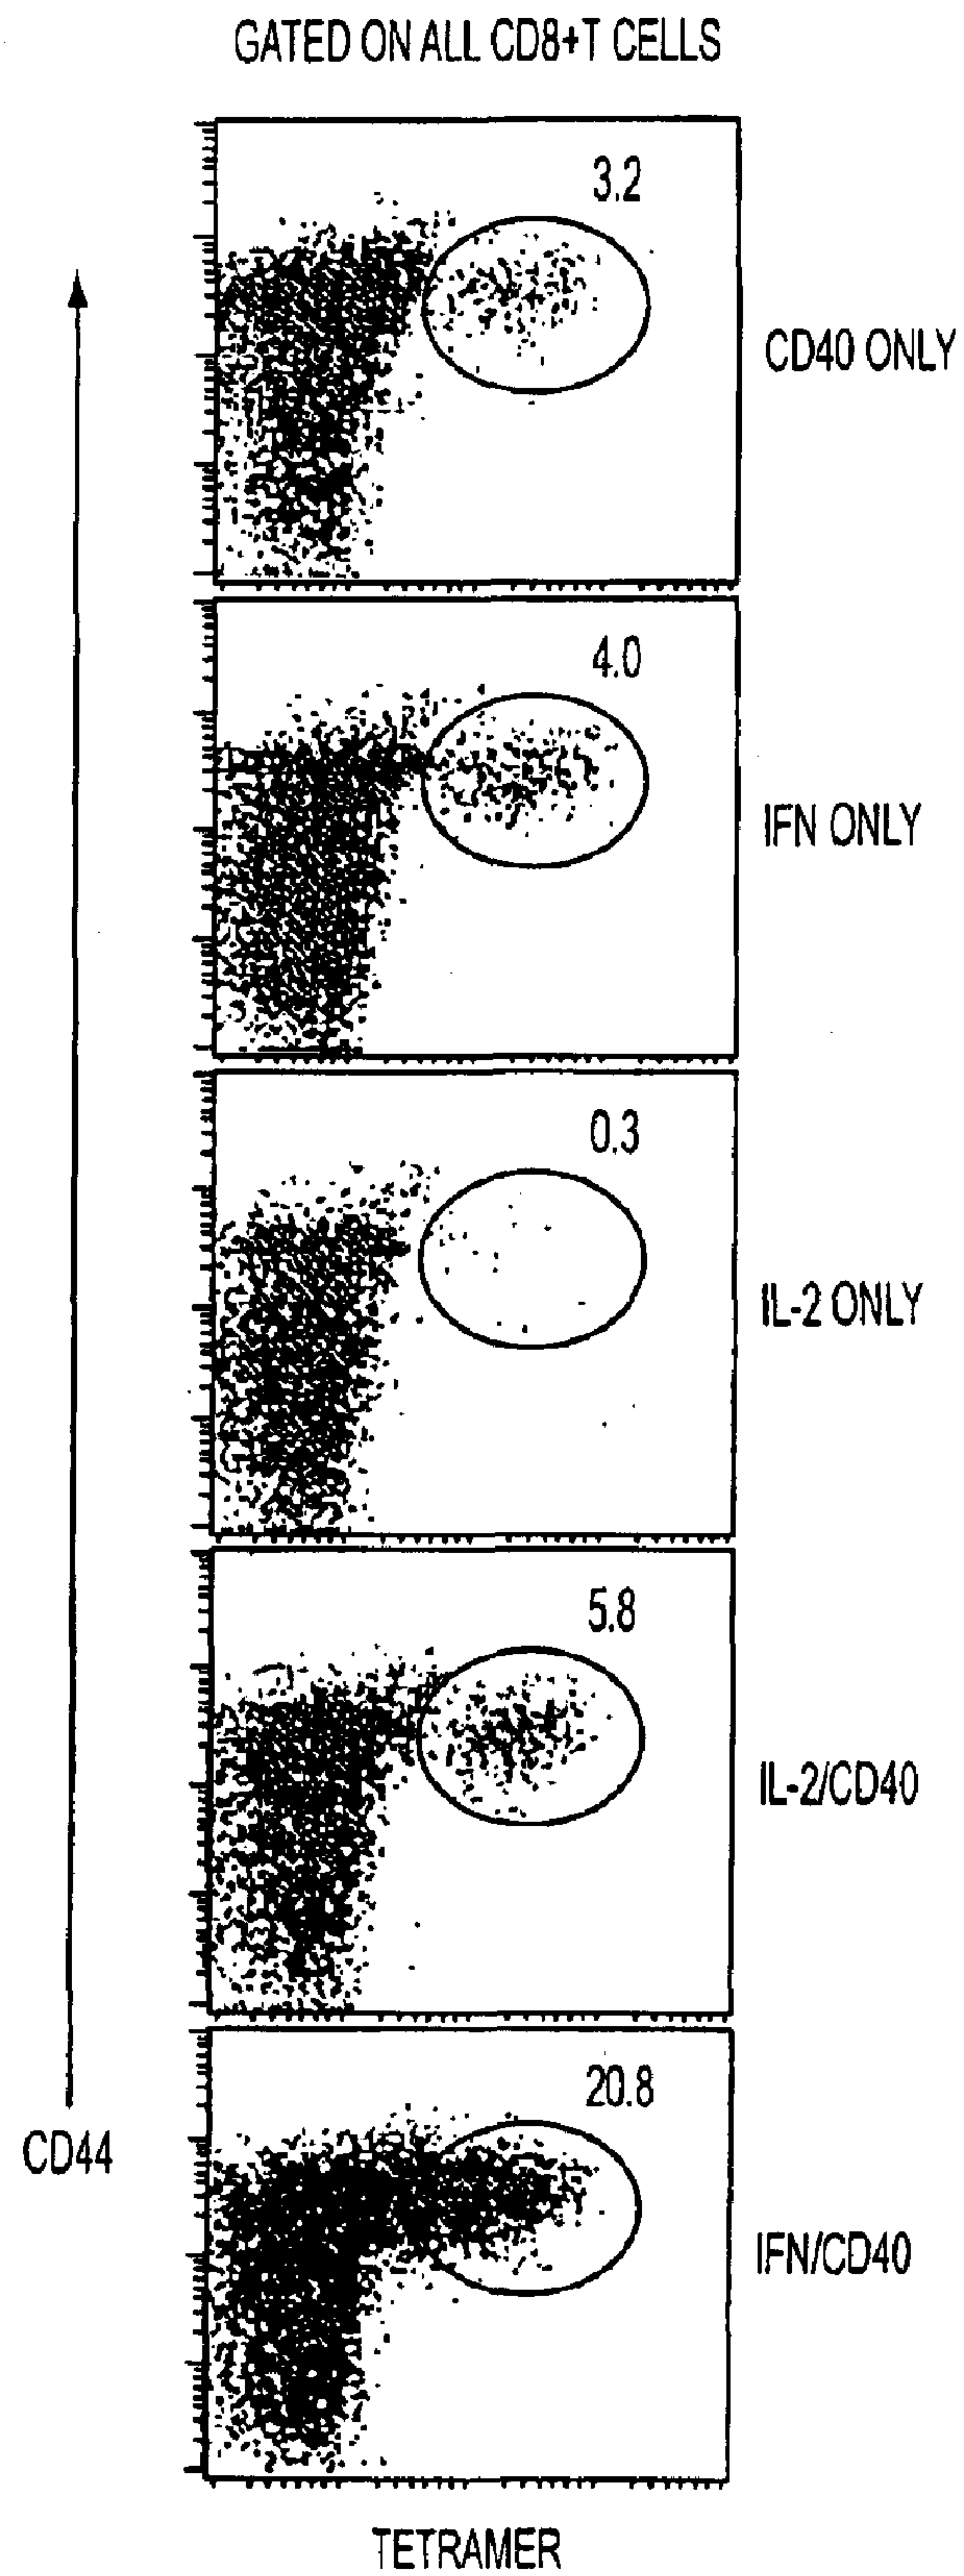 GATED ON ALL CD8+T CELLS
3.2
CD40 ONLY
4.0
IFN ONLY
0.3
IL-2 ONLY
5.8
IL-2/CD40
20.8
IFN/CD40
CD44
TETRAMER